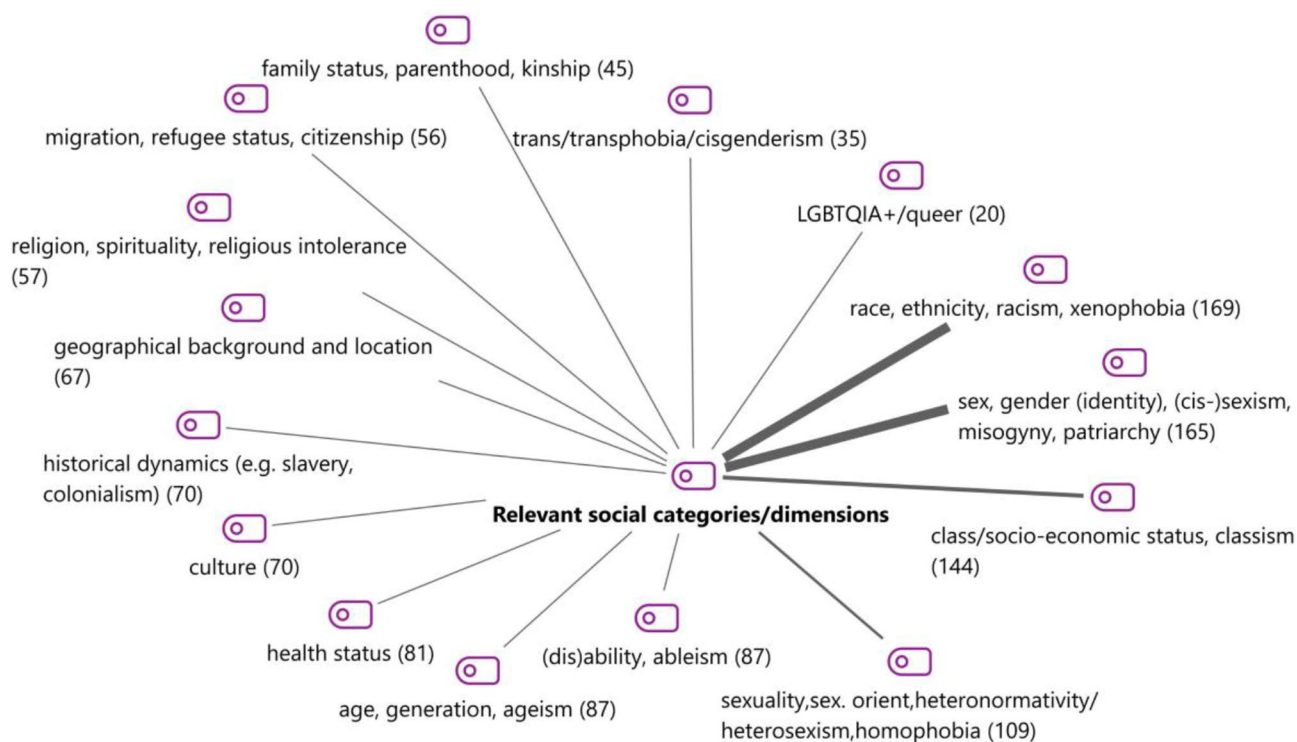 family status, parenthood, kinship (45)
migration, refugee status, citizenship (56)
trans/transphobia/cisgenderism (35)
LGBTQIA+/queer (20)
religion, spirituality, religious intolerance
(57)
race, ethnicity, racism, xenophobia (169)
geographical background and location
(67)
sex, gender (identity), (cis-)sexism,
misogyny, patriarchy (165)
historical dynamics (e.g. slavery,
colonialism) (70)
Relevant social categories/dimensions
class/socio-economic status, classism
(144)
culture (70)
health status (81)
(dis)ability, ableism (87)
age, generation, ageism (87)
sexuality,sex. orient,heteronormativity/
heterosexism,homophobia (109)